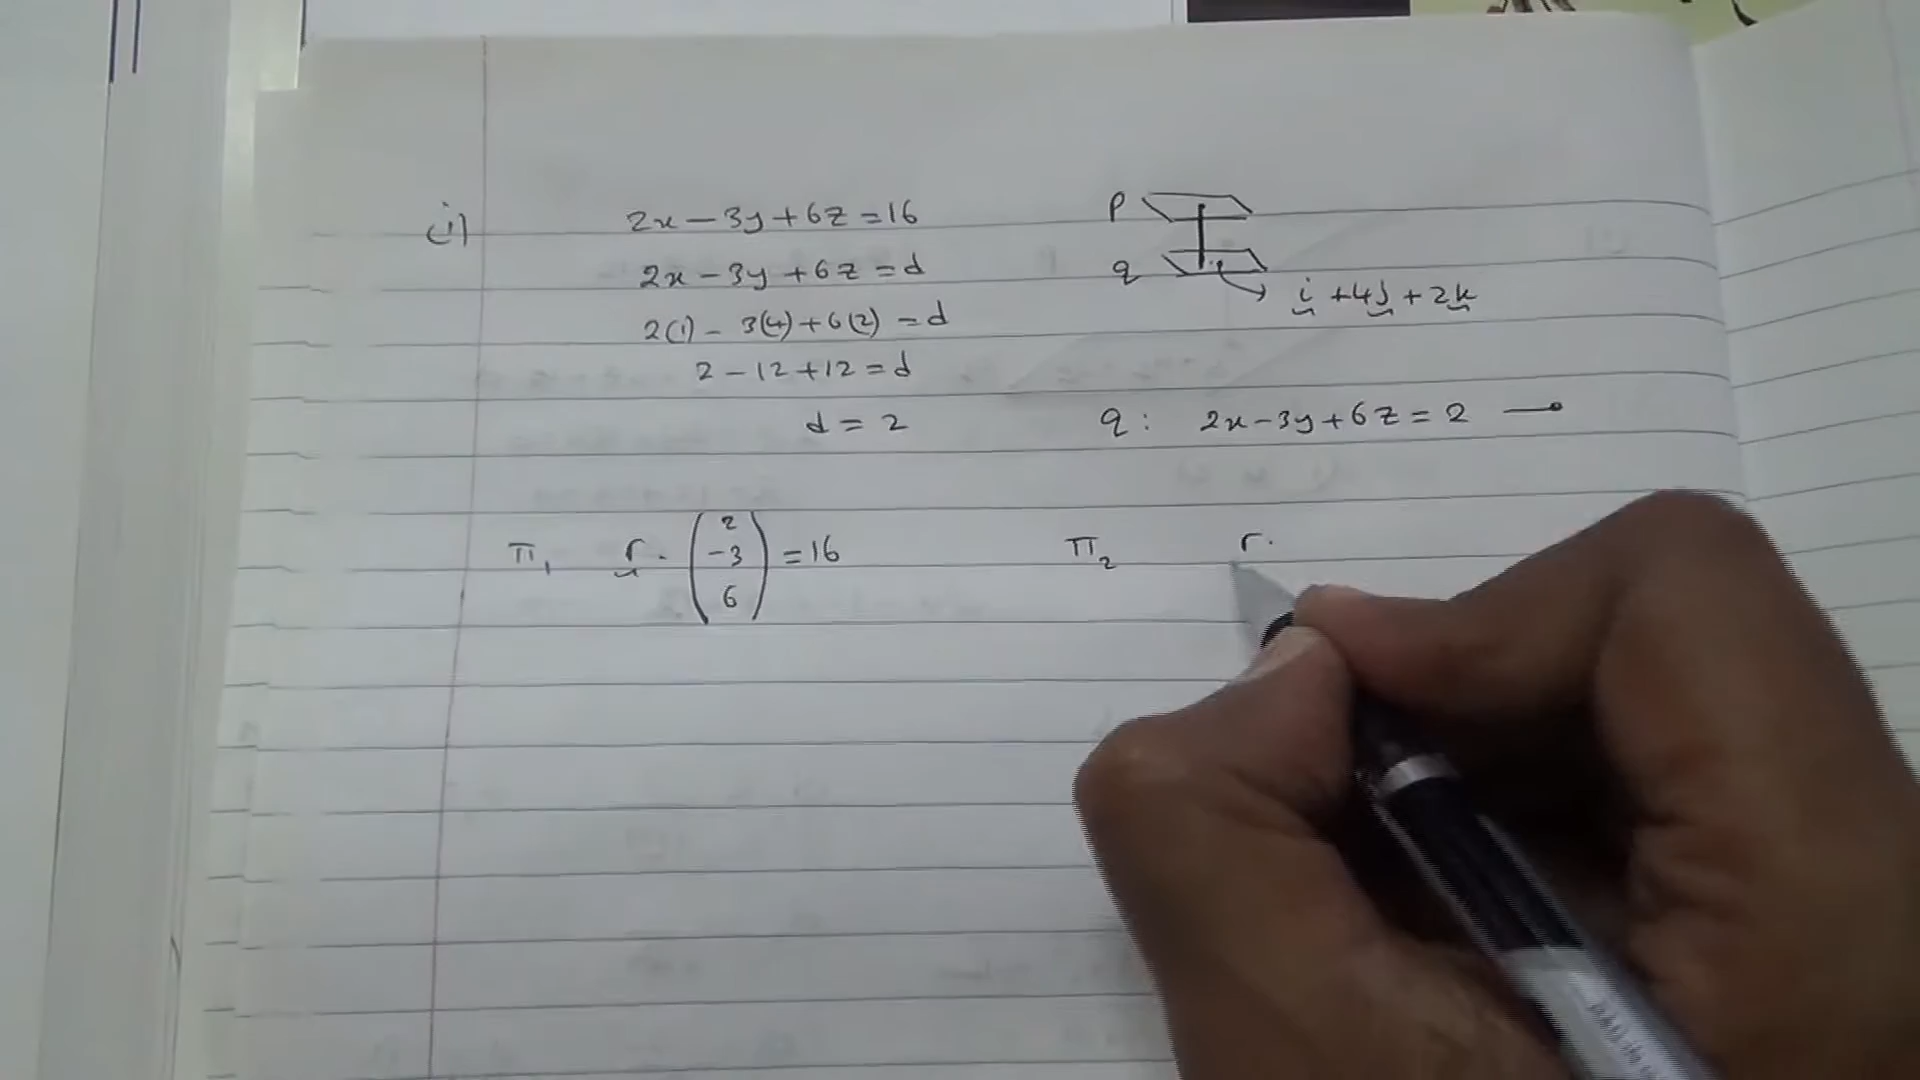 (i) 2x - 3y + 6z = 16
2x - 3y + 6z = d
2(1) - 3(4) + 6(2) = d
2 - 12 + 12 = d
d = 2
P
q
i + 4j + 2k
q : 2x - 3y + 6z = 2
π₁ r . (2 -3 6) = 16
π₂ r .